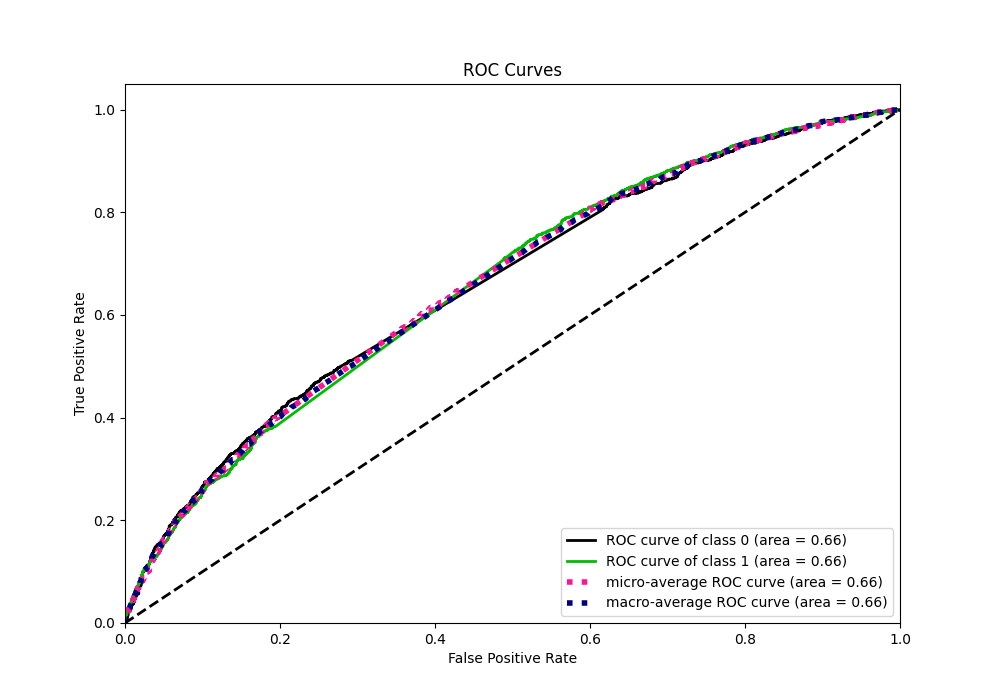 ROC Curves
True Positive Rate
1.0
0.8
0.6
0.4
0.2
0.0
0.0 0.2 0.4 0.6 0.8 1.0
False Positive Rate
ROC curve of class 0 (area = 0.66)
ROC curve of class 1 (area = 0.66)
micro-average ROC curve (area = 0.66)
macro-average ROC curve (area = 0.66)